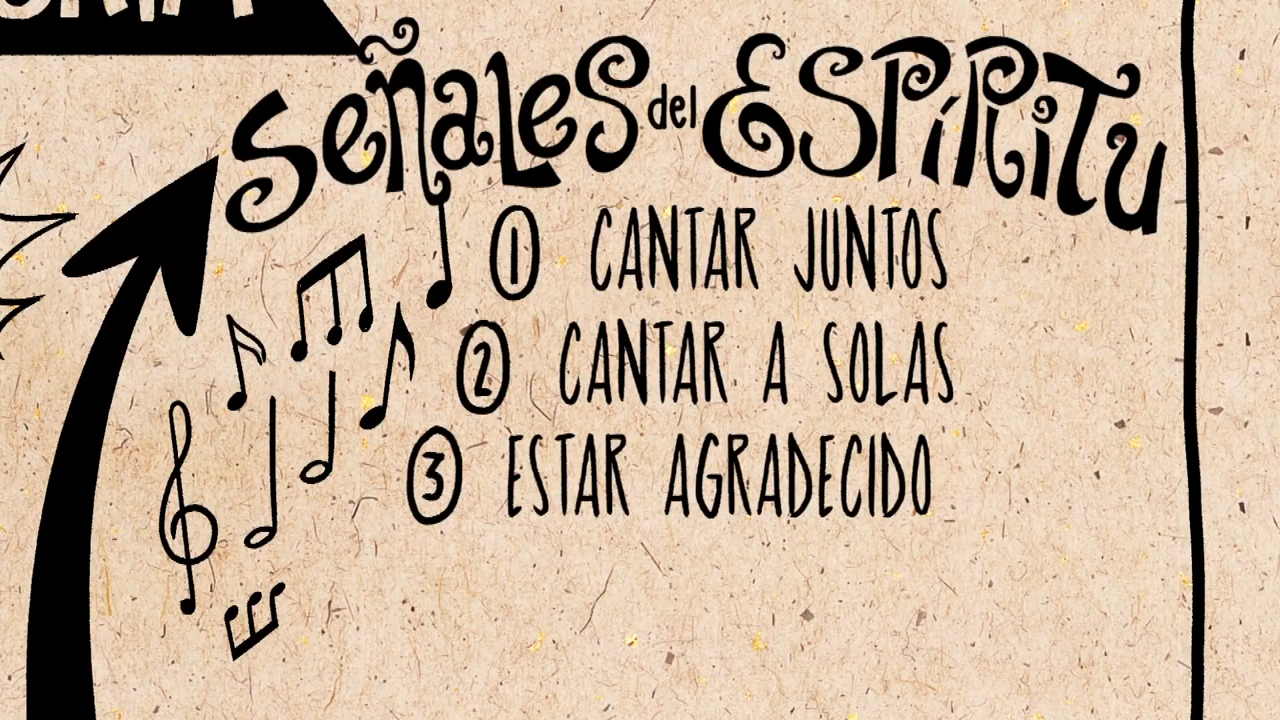 Señales del Espíritu
1 CANTAR JUNTOS
2 CANTAR A SOLAS
3 ESTAR AGRADECIDO